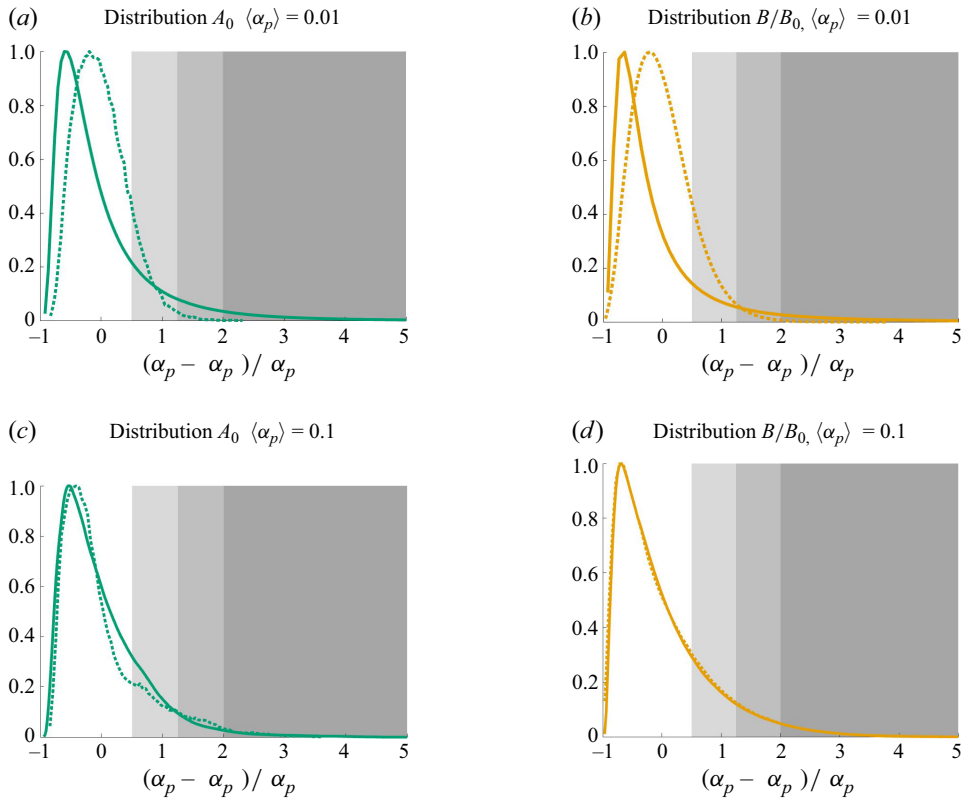 (a) Distribution A0 ⟨αp⟩ = 0.01
1.0
0.8
0.6
0.4
0.2
0
−1 0 1 2 3 4 5
(αp − αp)/ αp
(b) Distribution B/B0, ⟨αp⟩ = 0.01
1.0
0.8
0.6
0.4
0.2
0
−1 0 1 2 3 4 5
(αp − αp)/ αp
(c) Distribution A0 ⟨αp⟩ = 0.1
1.0
0.8
0.6
0.4
0.2
0
−1 0 1 2 3 4 5
(αp − αp)/ αp
(d) Distribution B/B0, ⟨αp⟩ = 0.1
1.0
0.8
0.6
0.4
0.2
0
−1 0 1 2 3 4 5
(αp − αp)/ αp